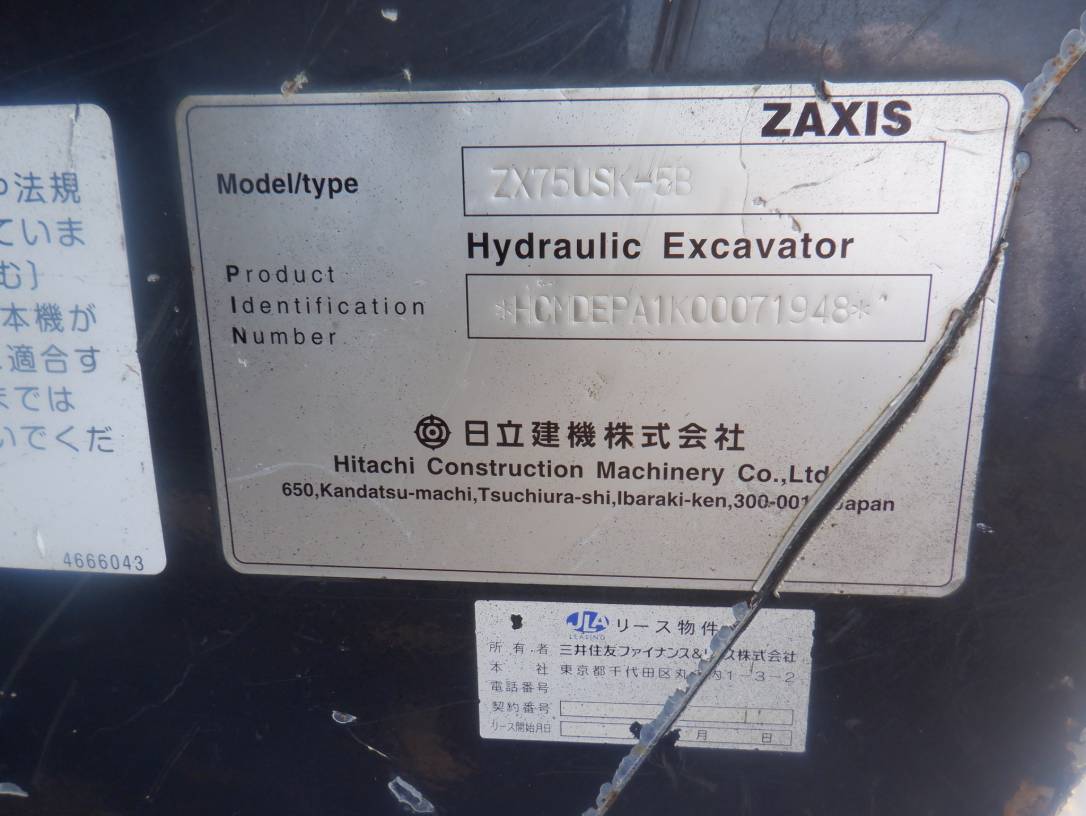 法規
ていま
む〕
本機が
適合す
までは
いでくだ
4666043
ZAXIS
Model/type
ZX75USK-5B
Hydraulic Excavator
Product
Identification
Number
*HCMDEPA1K00071948*
日立建機株式会社
Hitachi Construction Machinery Co.,Ltd
650,Kandatsu-machi,Tsuchiura-shi,Ibaraki-ken,300-001 Japan
JLA
LEASING
リース物件
所有者 三井住友ファイナンス&リース株式会社
本社 東京都千代田区丸の内1-3-2
電話番号
契約番号
リース開始月日 月 日